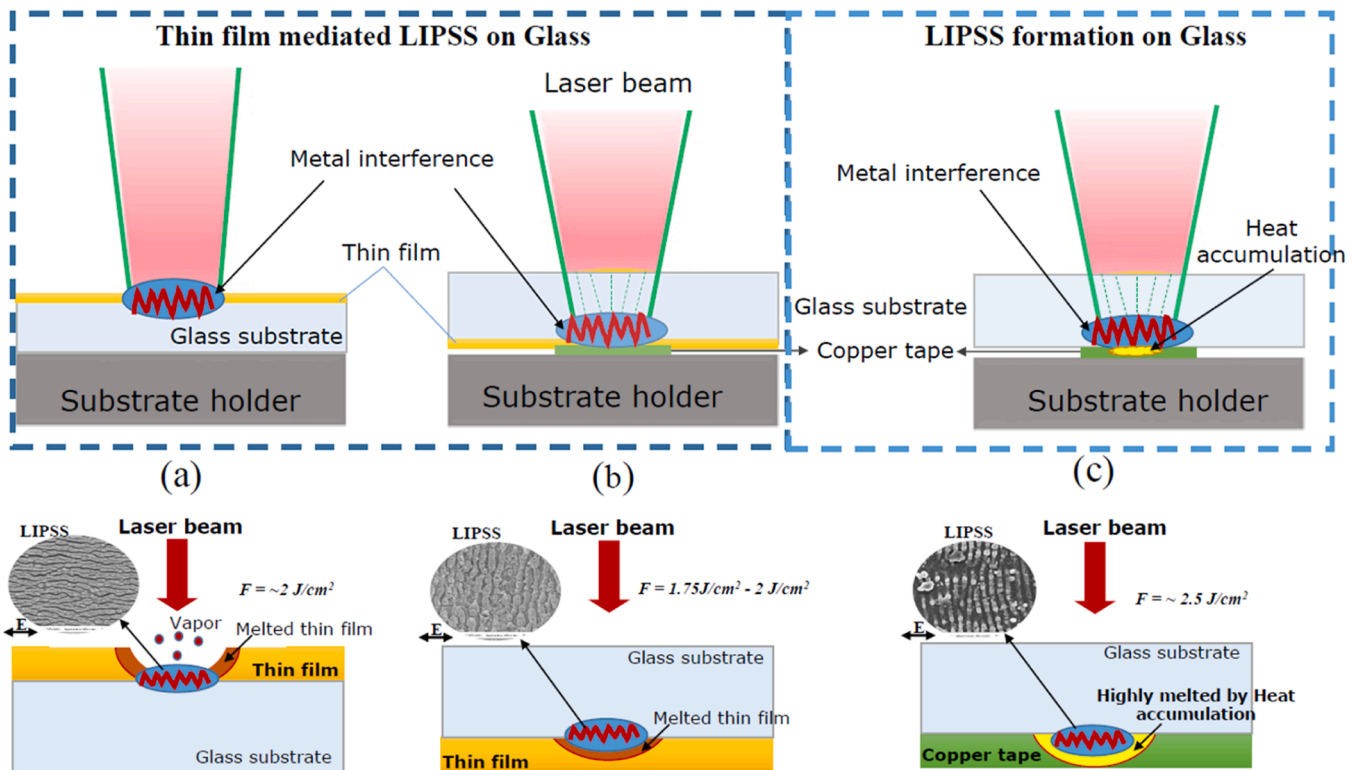 Thin film mediated LIPSS on Glass
LIPSS formation on Glass
Laser beam
Metal interference
Metal interference
Heat
accumulation
Thin film
Glass substrate
Glass substrate
Copper tape
Substrate holder
Substrate holder
Substrate holder
(a)
(b)
(c)
LIPSS
Laser beam
F = ~2 J/cm²
Vapor
E
Melted thin film
Thin film
Glass substrate
LIPSS
Laser beam
F = 1.75J/cm² - 2 J/cm²
E
Glass substrate
Melted thin film
Thin film
LIPSS
Laser beam
F = ~ 2.5 J/cm²
E
Glass substrate
Highly melted by Heat
accumulation
Copper tape